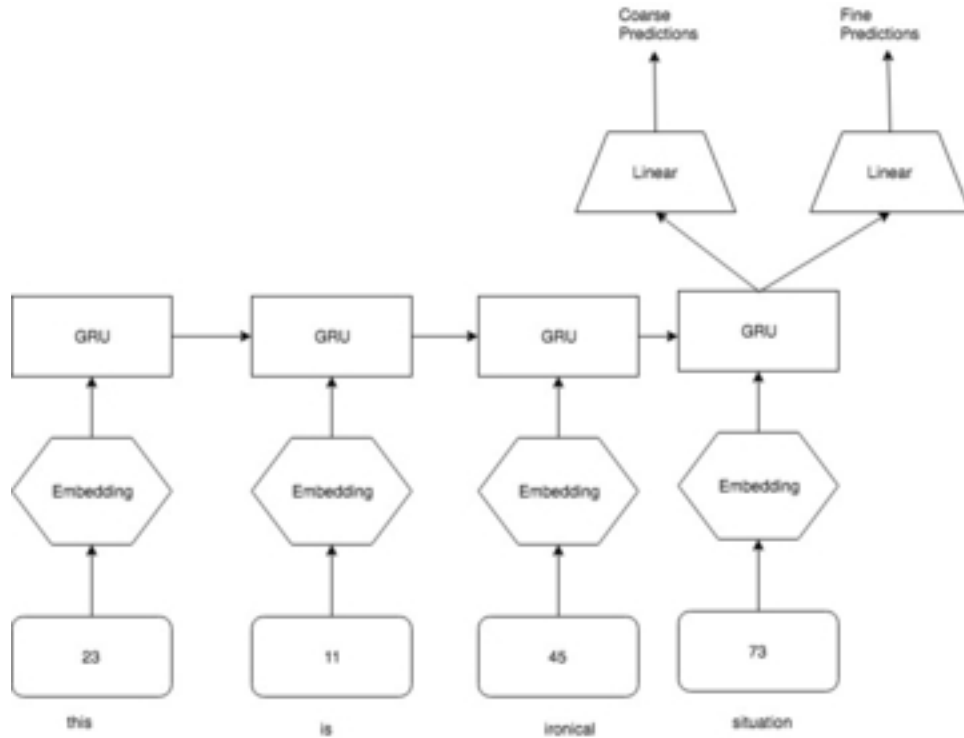 Coarse
Predictions
Fine
Predictions
Linear
Linear
GRU
GRU
GRU
GRU
Embedding
Embedding
Embedding
Embedding
23
11
45
73
this
is
ironical
situation